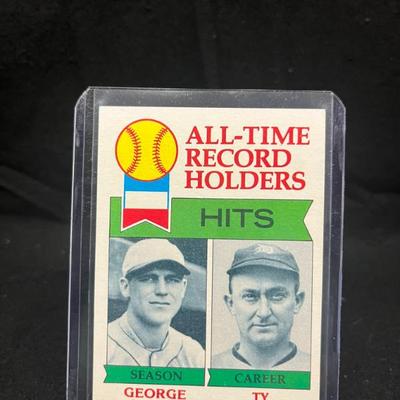 ALL-TIME
RECORD
HOLDERS
HITS
SEASON CAREER
GEORGE TY